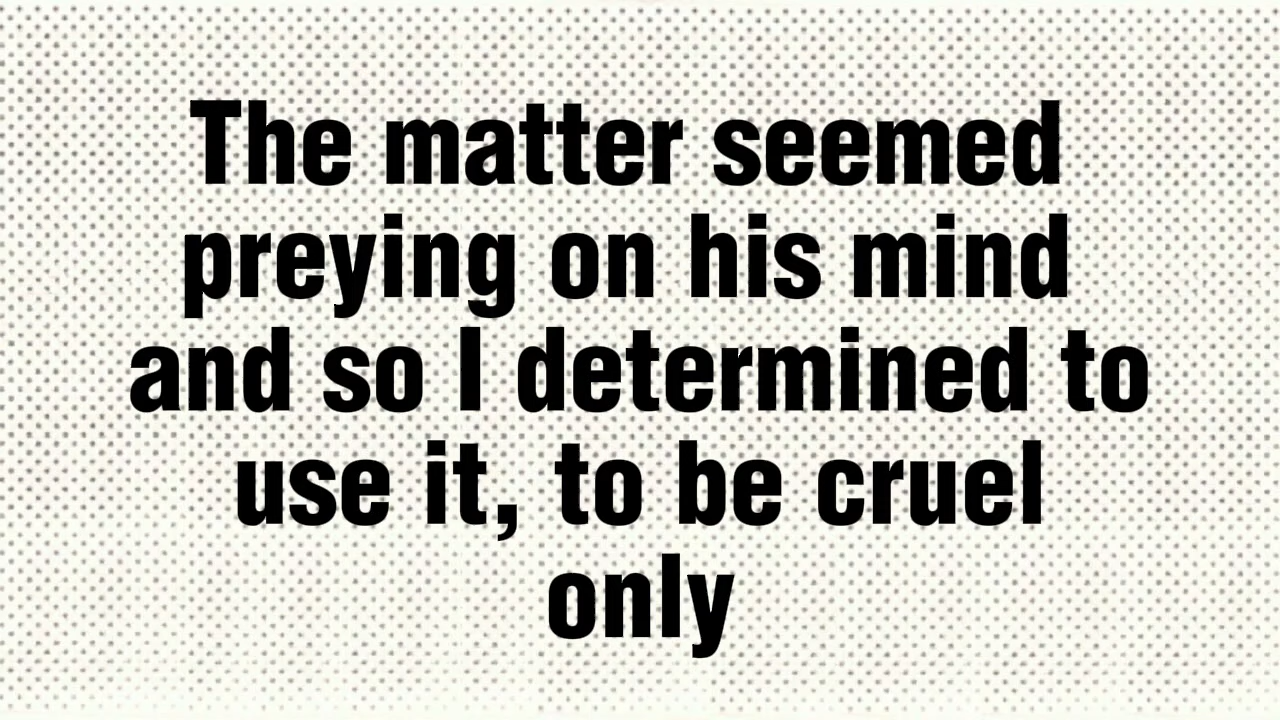 The matter seemed
preying on his mind
and so I determined to
use it, to be cruel
only